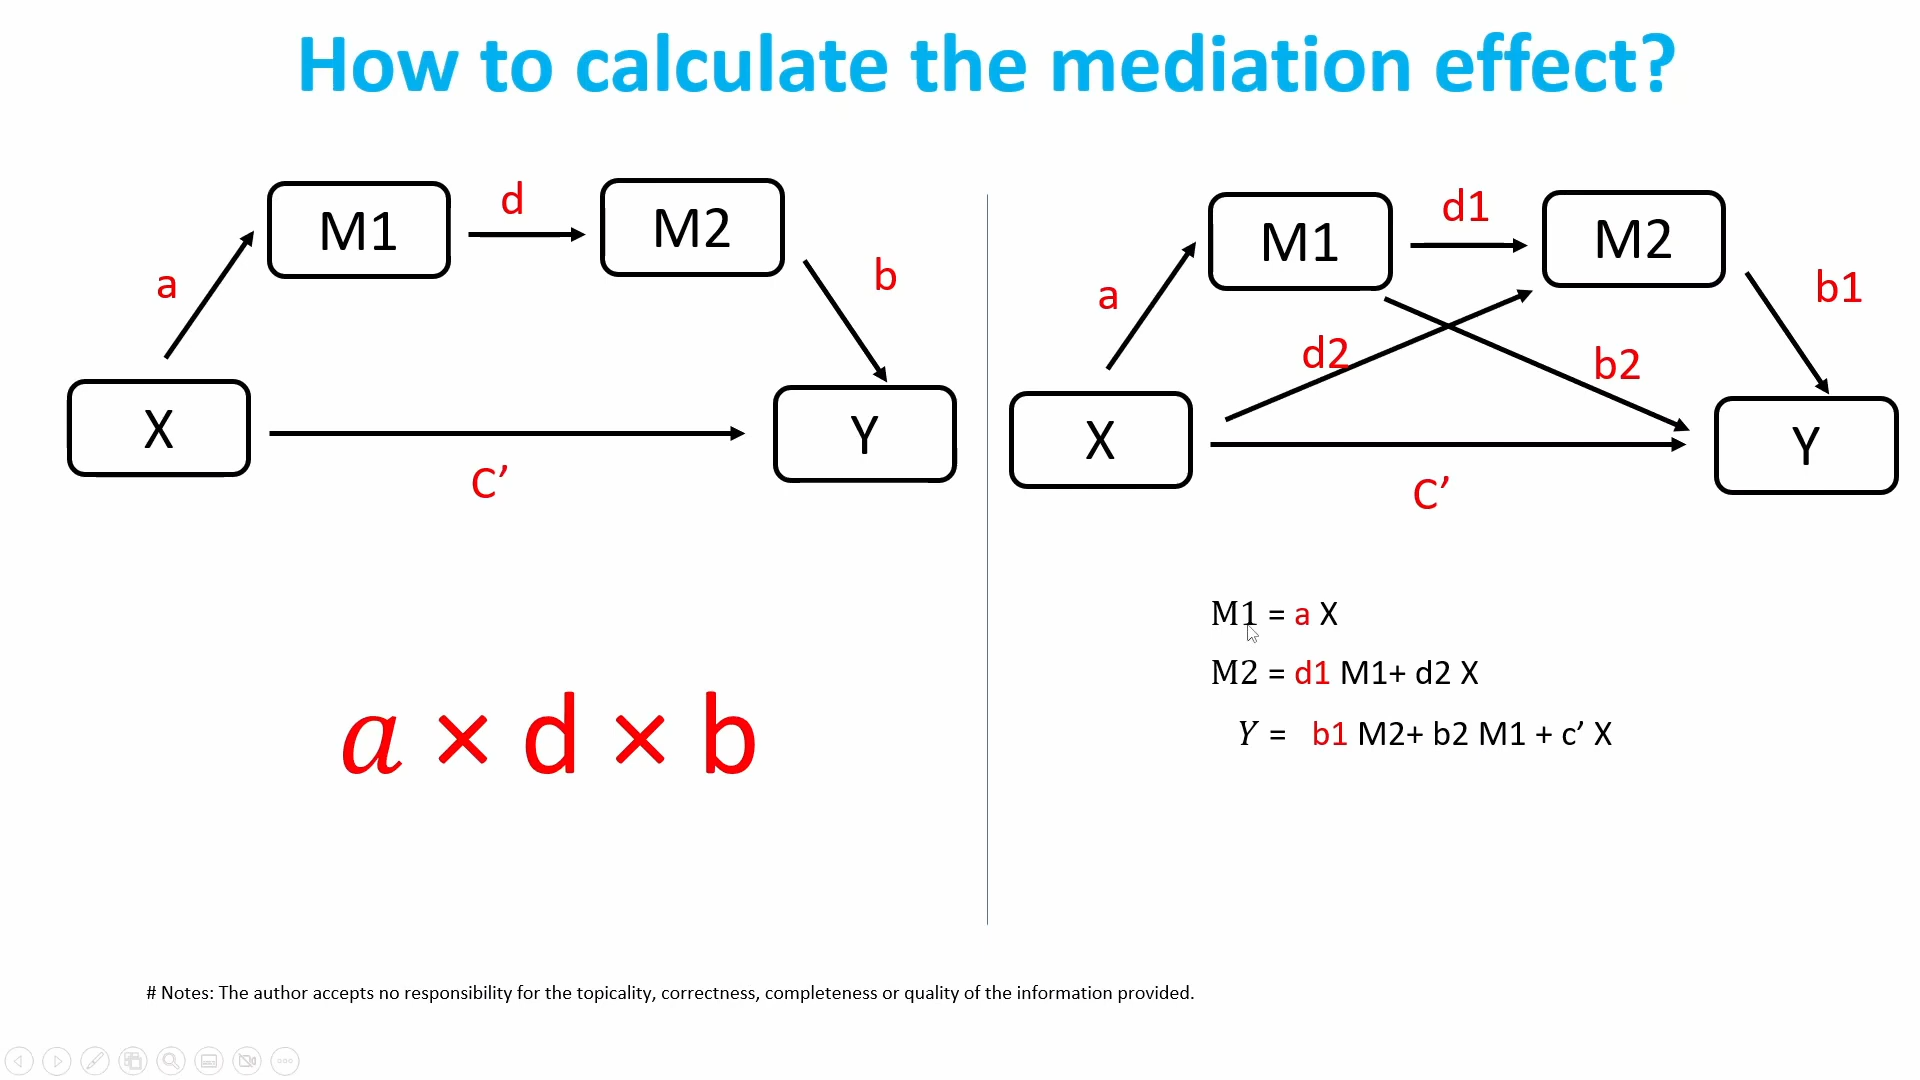 How to calculate the mediation effect?
M1
d
M2
a
b
X
Y
C’
a × d × b
M1
d1
M2
a
b1
d2
b2
X
Y
C’
M1 = a X
M2 = d1 M1+ d2 X
Y = b1 M2+ b2 M1 + c’ X
# Notes: The author accepts no responsibility for the topicality, correctness, completeness or quality of the information provided.